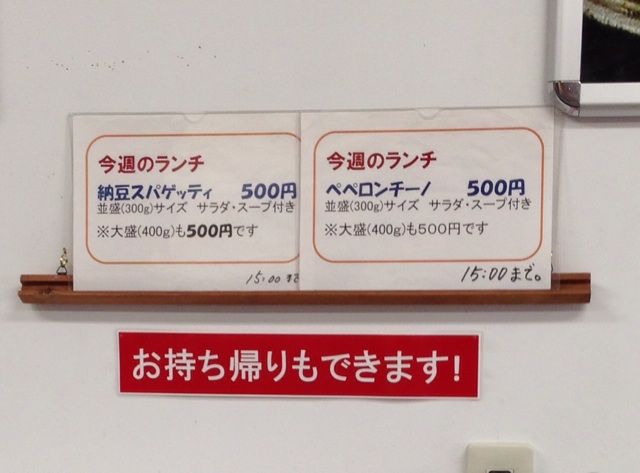 今週のランチ
納豆スパゲッティ 500円
並盛(300g)サイズ サラダ・スープ付き
※大盛(400g)も500円です
15:00まで
今週のランチ
ペペロンチーノ 500円
並盛(300g)サイズ サラダ・スープ付き
※大盛(400g)も500円です
15:00まで。
お持ち帰りもできます!